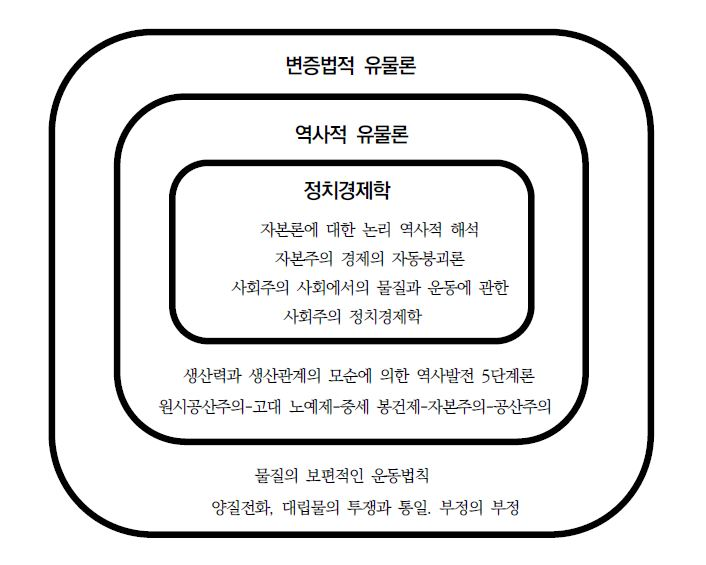 변증법적 유물론
역사적 유물론
정치경제학
자본론에 대한 논리 역사적 해석
자본주의 경제의 자동붕괴론
사회주의 사회에서의 물질과 운동에 관한
사회주의 정치경제학
생산력과 생산관계의 모순에 의한 역사발전 5단계론
원시공산주의-고대 노예제-중세 봉건제-자본주의-공산주의
물질의 보편적인 운동법칙
양질전화, 대립물의 투쟁과 통일. 부정의 부정